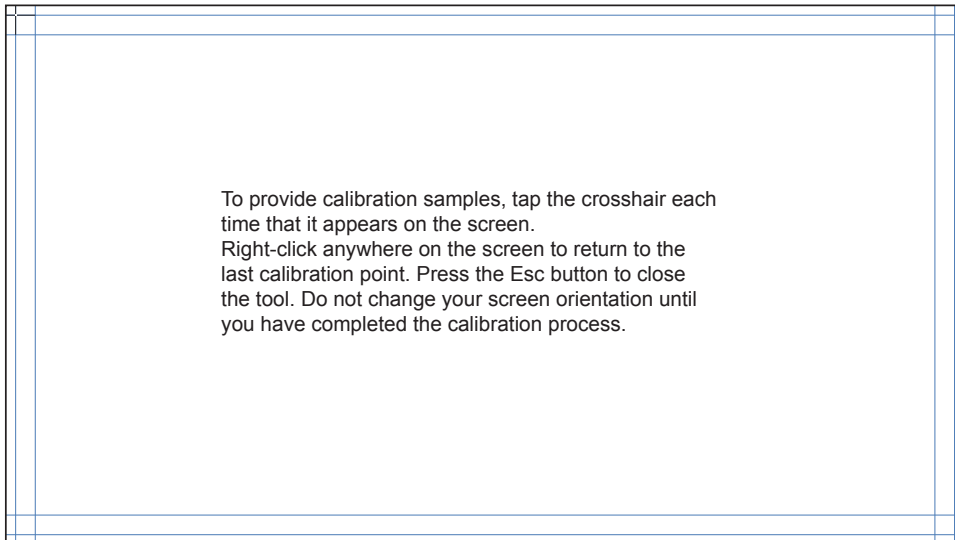 To provide calibration samples, tap the crosshair each
time that it appears on the screen.
Right-click anywhere on the screen to return to the
last calibration point. Press the Esc button to close
the tool. Do not change your screen orientation until
you have completed the calibration process.